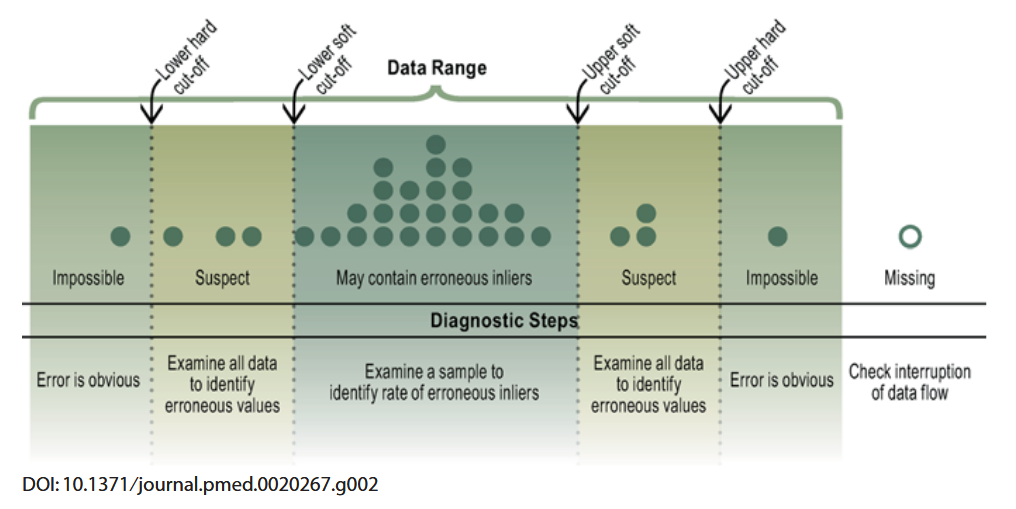 Lower hard
cut-off
Lower soft
cut-off
Data Range
Upper soft
cut-off
Upper hard
cut-off
Impossible
Suspect
May contain erroneous inliers
Suspect
Impossible
Missing
Diagnostic Steps
Error is obvious
Examine all data
to identify
erroneous values
Examine a sample to
identify rate of erroneous inliers
Examine all data
to identify
erroneous values
Error is obvious
Check interruption
of data flow
DOI: 10.1371/journal.pmed.0020267.g002